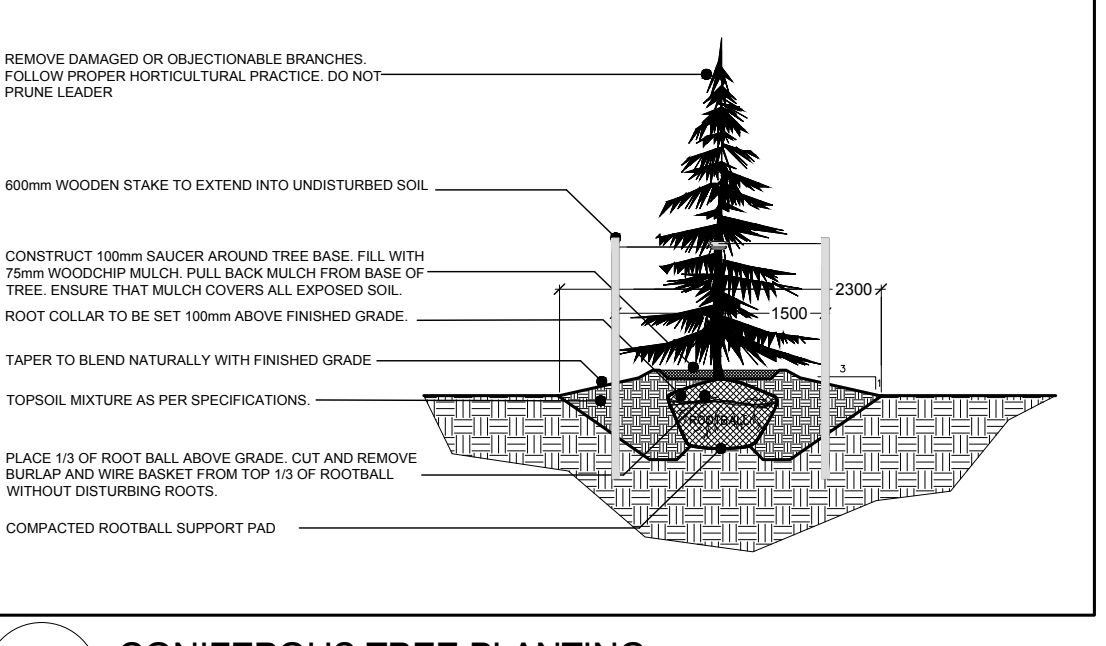 REMOVE DAMAGED OR OBJECTIONABLE BRANCHES.
FOLLOW PROPER HORTICULTURAL PRACTICE. DO NOT
PRUNE LEADER
600mm WOODEN STAKE TO EXTEND INTO UNDISTURBED SOIL
CONSTRUCT 100mm SAUCER AROUND TREE BASE. FILL WITH
75mm WOODCHIP MULCH. PULL BACK MULCH FROM BASE OF
TREE. ENSURE THAT MULCH COVERS ALL EXPOSED SOIL.
2300
1500
ROOT COLLAR TO BE SET 100mm ABOVE FINISHED GRADE.
TAPER TO BLEND NATURALLY WITH FINISHED GRADE
3
1
TOPSOIL MIXTURE AS PER SPECIFICATIONS.
ROOTBALL
PLACE 1/3 OF ROOT BALL ABOVE GRADE. CUT AND REMOVE
BURLAP AND WIRE BASKET FROM TOP 1/3 OF ROOTBALL
WITHOUT DISTURBING ROOTS.
COMPACTED ROOTBALL SUPPORT PAD
CONIFEROUS TREE PLANTING